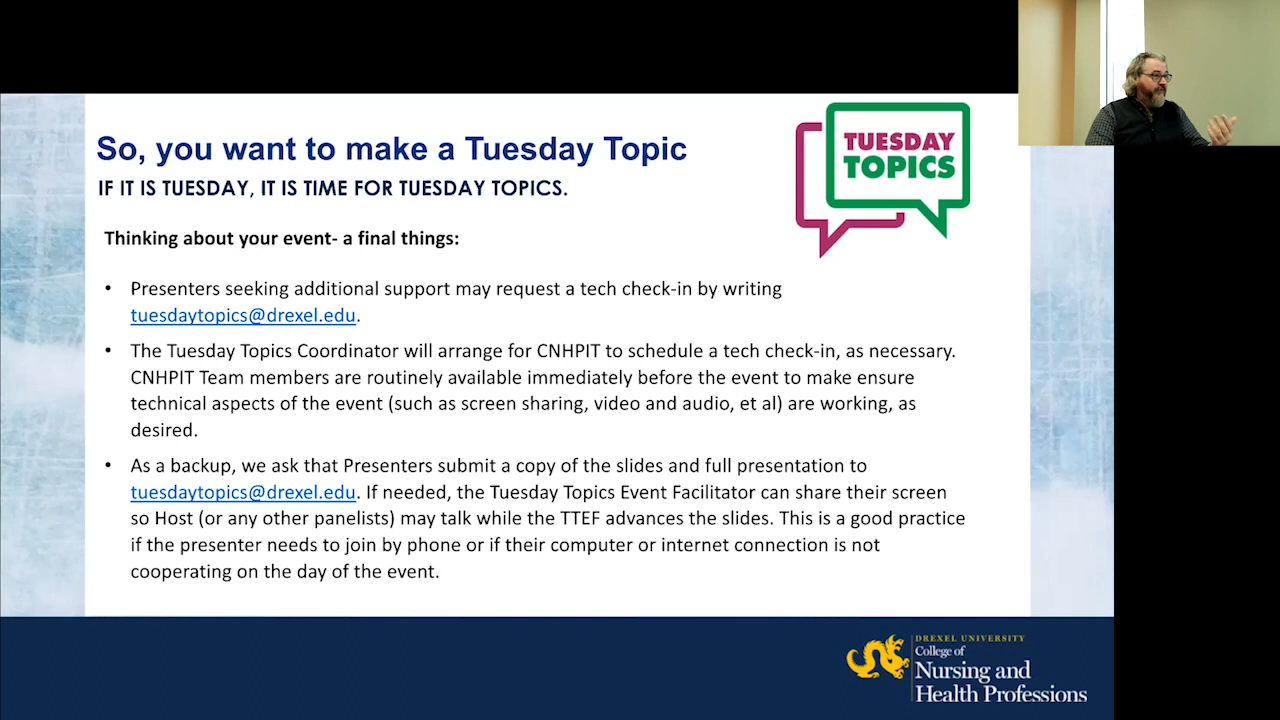 So, you want to make a Tuesday Topic
IF IT IS TUESDAY, IT IS TIME FOR TUESDAY TOPICS.
TUESDAY
TOPICS
Thinking about your event- a final things:
• Presenters seeking additional support may request a tech check-in by writing
tuesdaytopics@drexel.edu.
• The Tuesday Topics Coordinator will arrange for CNHPIT to schedule a tech check-in, as necessary.
CNHPIT Team members are routinely available immediately before the event to make ensure
technical aspects of the event (such as screen sharing, video and audio, et al) are working, as
desired.
• As a backup, we ask that Presenters submit a copy of the slides and full presentation to
tuesdaytopics@drexel.edu. If needed, the Tuesday Topics Event Facilitator can share their screen
so Host (or any other panelists) may talk while the TTEF advances the slides. This is a good practice
if the presenter needs to join by phone or if their computer or internet connection is not
cooperating on the day of the event.
DREXEL UNIVERSITY
College of
Nursing and
Health Professions